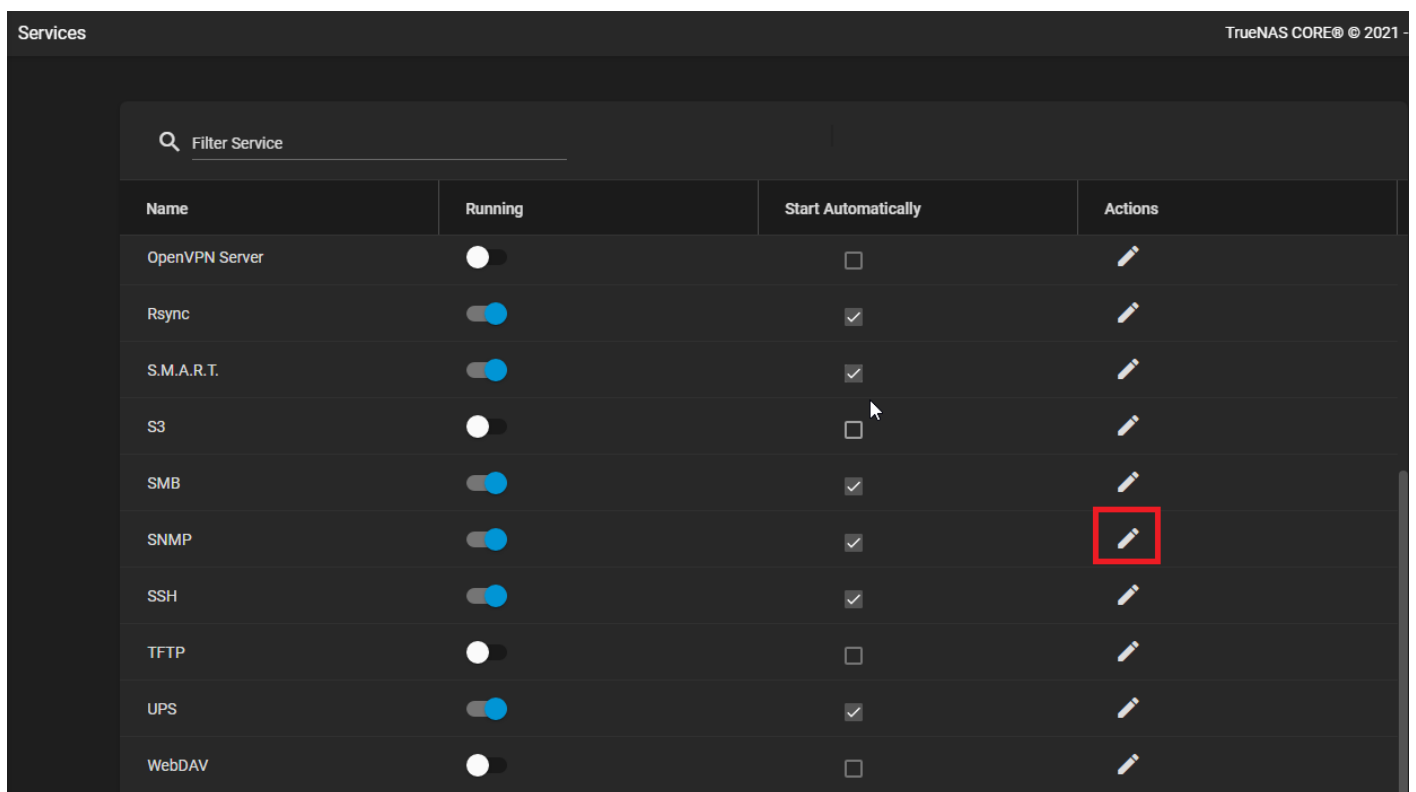 Services
TrueNAS CORE® © 2021 -
Filter Service
Name Running Start Automatically Actions
OpenVPN Server
Rsync
S.M.A.R.T.
S3
SMB
SNMP
SSH
TFTP
UPS
WebDAV